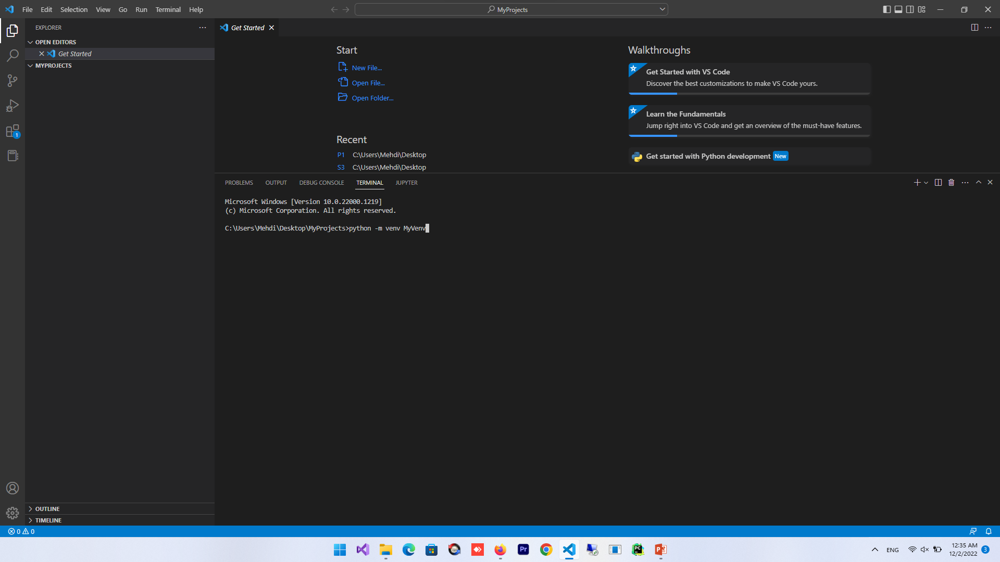 File Edit Selection View Go Run Terminal Help
MyProjects
EXPLORER
OPEN EDITORS
Get Started
MYPROJECTS
1
OUTLINE
TIMELINE
Get Started
Start
New File...
Open File...
Open Folder...
Recent
P1 C:\Users\Mehdi\Desktop
S3 C:\Users\Mehdi\Desktop
Walkthroughs
Get Started with VS Code
Discover the best customizations to make VS Code yours.
Learn the Fundamentals
Jump right into VS Code and get an overview of the must-have features.
Get started with Python development New
PROBLEMS OUTPUT DEBUG CONSOLE TERMINAL JUPYTER
Microsoft Windows [Version 10.0.22000.1219]
(c) Microsoft Corporation. All rights reserved.
C:\Users\Mehdi\Desktop\MyProjects>python -m venv MyVenv
0 0
Pr
PC
P
ENG
12:35 AM
12/2/2022
3